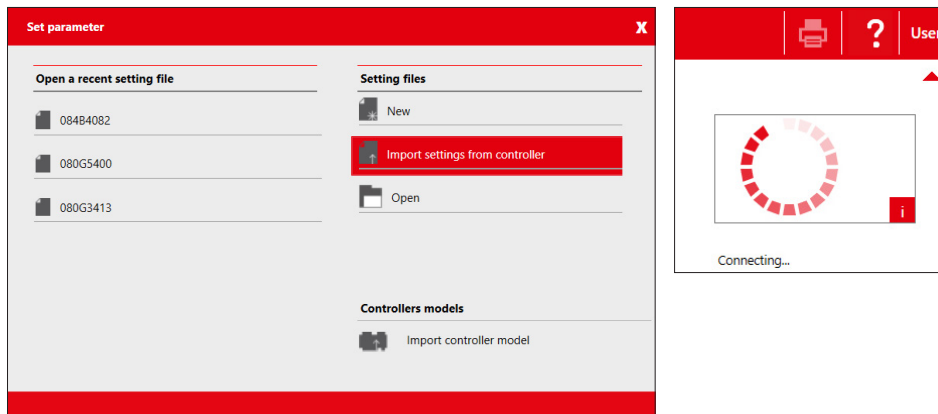 Set parameter
X
Open a recent setting file
084B4082
080G5400
080G3413
Setting files
New
Import settings from controller
Open
Controllers models
Import controller model
?
User
i
Connecting...